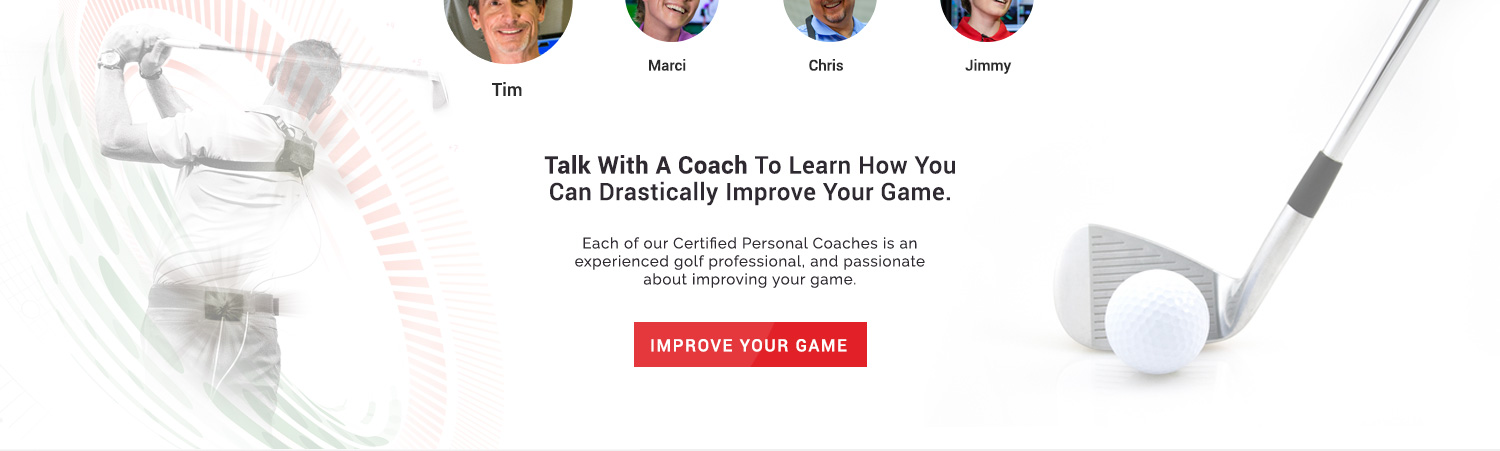 Tim
Marci
Chris
Jimmy
Talk With A Coach To Learn How You
Can Drastically Improve Your Game.
Each of our Certified Personal Coaches is an
experienced golf professional, and passionate
about improving your game.
IMPROVE YOUR GAME